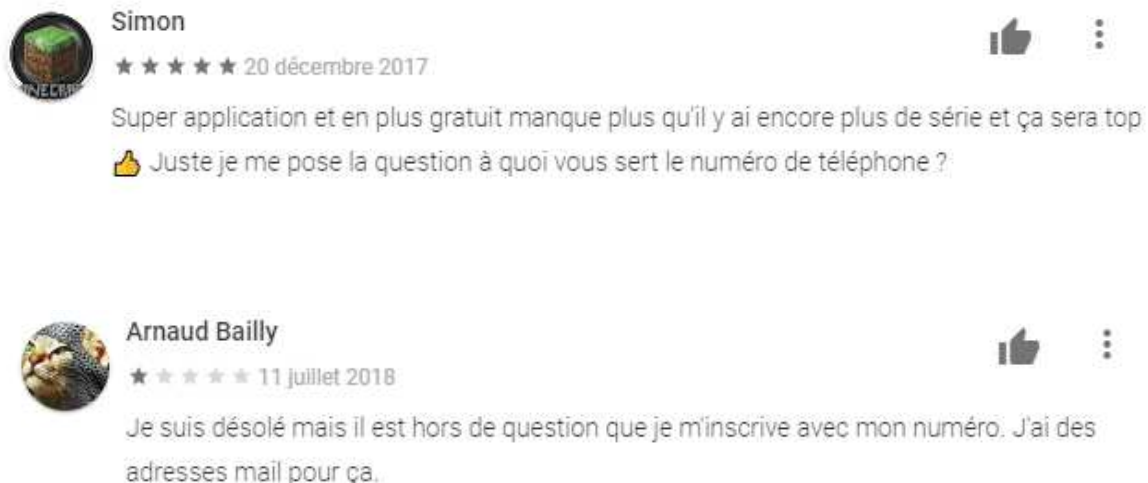 Simon
20 décembre 2017
Super application et en plus gratuit manque plus qu'il y ai encore plus de série et ça sera top
👍 Juste je me pose la question à quoi vous sert le numéro de téléphone ?
Arnaud Bailly
11 juillet 2018
Je suis désolé mais il est hors de question que je m'inscrive avec mon numéro. J'ai des
adresses mail pour ça.